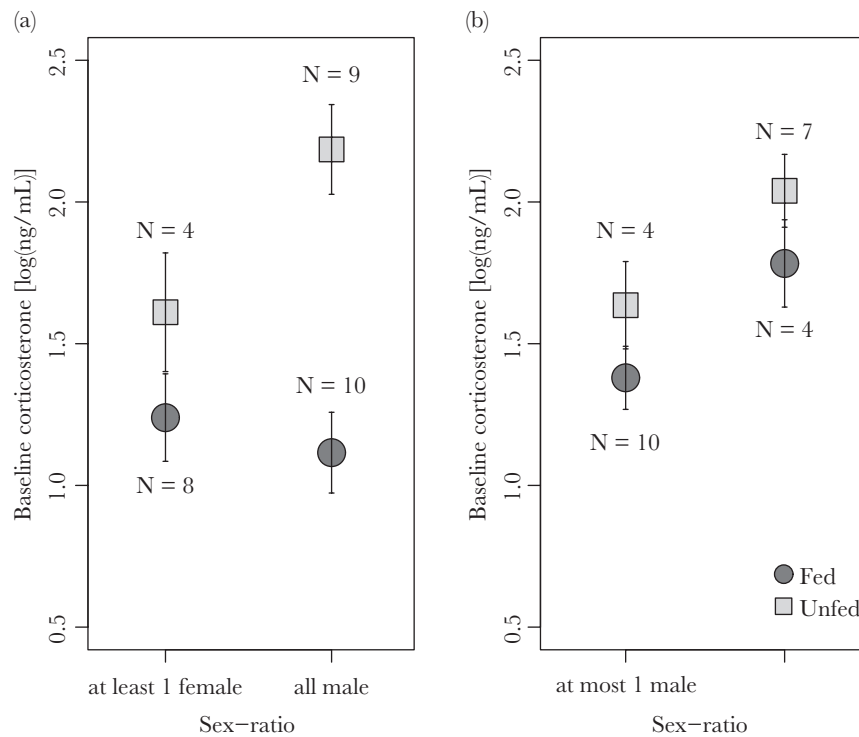 (a)
Baseline corticosterone [log(ng/mL)]
2.5
2.0
1.5
1.0
0.5
N = 9
N = 4
N = 10
N = 8
at least 1 female
all male
Sex−ratio
(b)
Baseline corticosterone [log(ng/mL)]
2.5
2.0
1.5
1.0
0.5
N = 7
N = 4
N = 4
N = 10
Fed
Unfed
at most 1 male
Sex−ratio